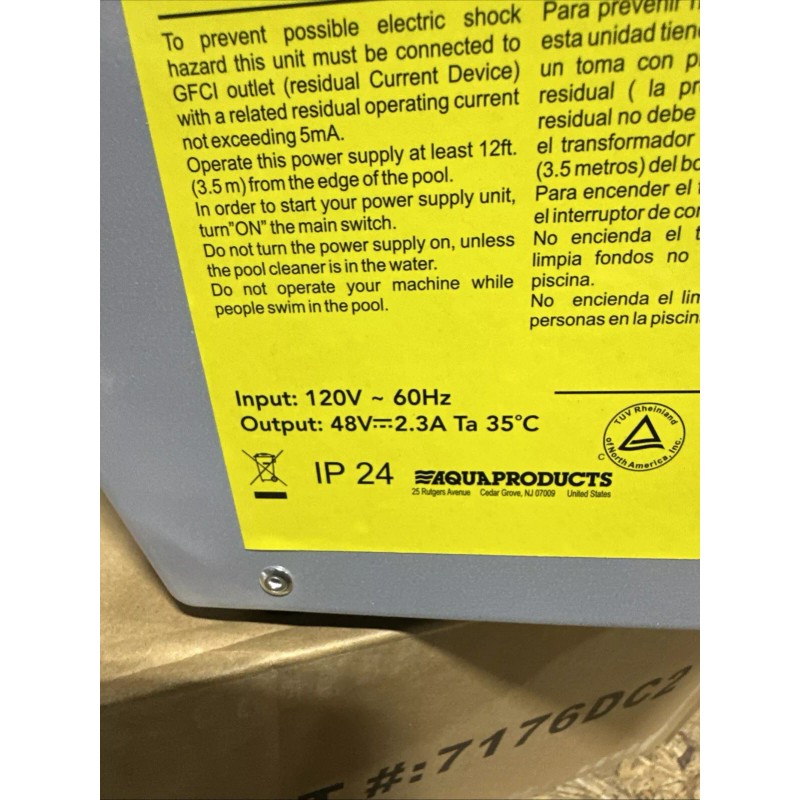 To prevent possible electric shock
hazard this unit must be connected to
GFCI outlet (residual Current Device)
with a related residual operating current
not exceeding 5mA.
Operate this power supply at least 12ft.
(3.5 m) from the edge of the pool.
In order to start your power supply unit,
turn"ON" the main switch.
Do not turn the power supply on, unless
the pool cleaner is in the water.
Do not operate your machine while
people swim in the pool.
Para prevenir
esta unidad tien
un toma con p
residual ( la pr
residual no debe
el transformador
(3.5 metros) del bo
Para encender el
el interruptor de co
No encienda el t
limpia fondos no
piscina.
No encienda el lim
personas en la piscin
Input: 120V ~ 60Hz
Output: 48V⎓2.3A Ta 35°C
IP 24
AQUAPRODUCTS
25 Rutgers Avenue Cedar Grove, NJ 07009 United States
TUV Rheinland
of North America, Inc.
C
T #:7176DC2